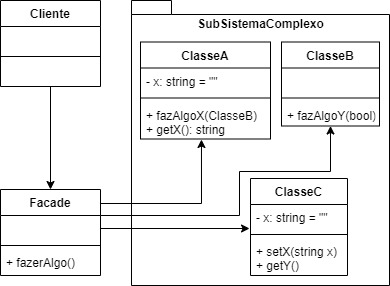 Cliente
SubSistemaComplexo
ClasseA
- x: string = ""
+ fazAlgoX(ClasseB)
+ getX(): string
ClasseB
+ fazAlgoY(bool)
Facade
+ fazerAlgo()
ClasseC
- x: string = ""
+ setX(string x)
+ getY()